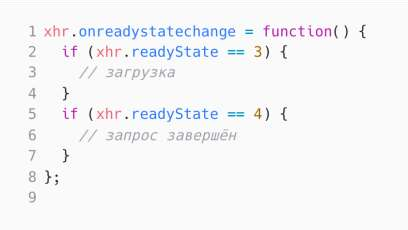 1 xhr.onreadystatechange = function() {
2   if (xhr.readyState == 3) {
3     // загрузка
4   }
5   if (xhr.readyState == 4) {
6     // запрос завершён
7   }
8 };
9